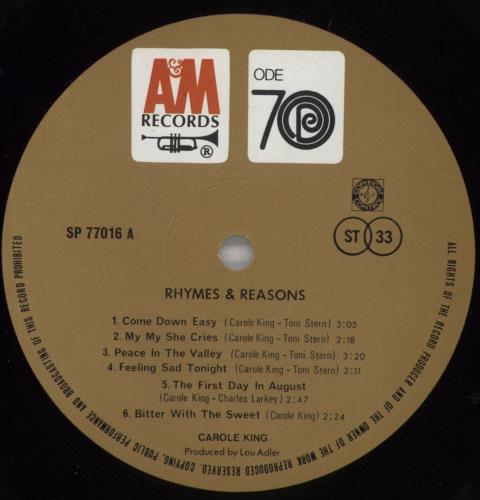 A&M
RECORDS
®
ODE
70
COPYRIGHT
CONTROL
SP 77016 A
ST 33
RHYMES & REASONS
1. Come Down Easy (Carole King - Toni Stern) 3:05
2. My My She Cries (Carole King - Toni Stern) 2:18
3. Peace In The Valley (Carole King - Toni Stern) 3:20
4. Feeling Sad Tonight (Carole King - Toni Stern) 3:11
5. The First Day In August
(Carole King - Charles Larkey) 2:47
6. Bitter With The Sweet (Carole King) 2:24
CAROLE KING
Produced by Lou Adler
ALL RIGHTS OF THE RECORD PRODUCER AND OF THE OWNER OF THE WORK REPRODUCED RESERVED. COPYING, PUBLIC PERFORMANCE AND BROADCASTING OF THIS RECORD PROHIBITED